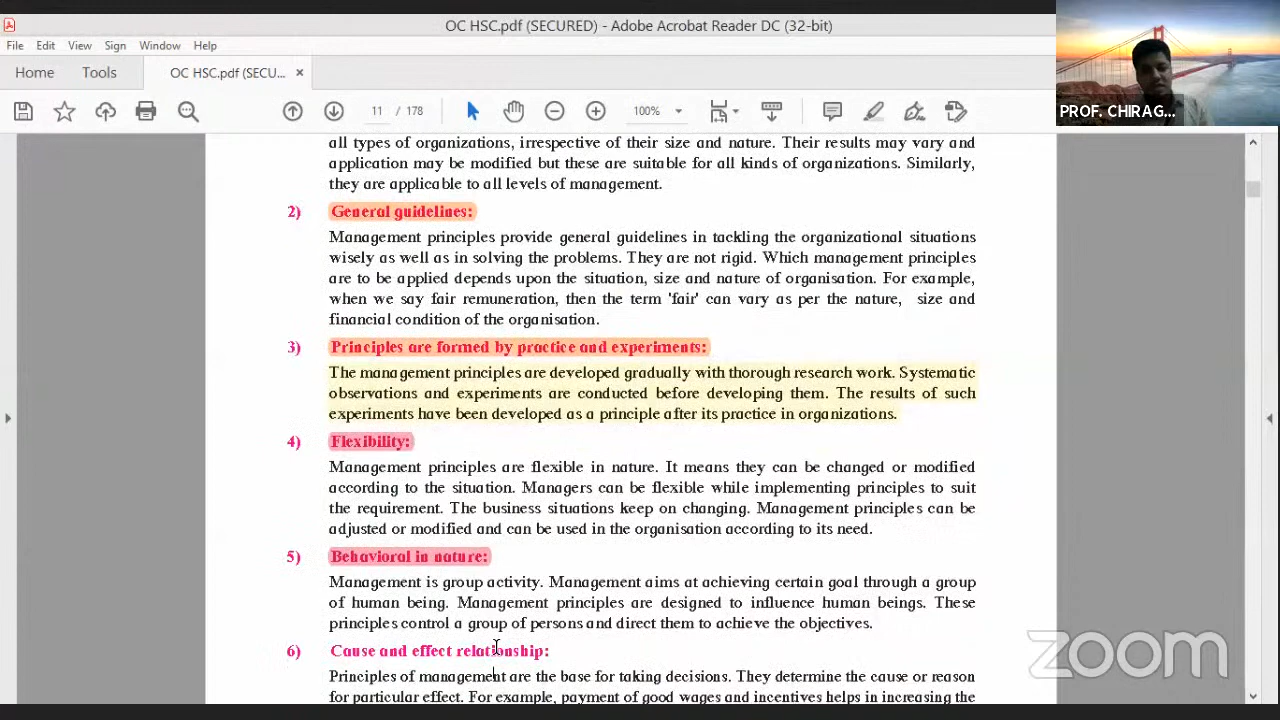 OC HSC.pdf (SECURED) - Adobe Acrobat Reader DC (32-bit)
File Edit View Sign Window Help
Home Tools OC HSC.pdf (SECU... ×
11 / 178 100%
PROF. CHIRAG...
all types of organizations, irrespective of their size and nature. Their results may vary and
application may be modified but these are suitable for all kinds of organizations. Similarly,
they are applicable to all levels of management.
2) General guidelines:
Management principles provide general guidelines in tackling the organizational situations
wisely as well as in solving the problems. They are not rigid. Which management principles
are to be applied depends upon the situation, size and nature of organisation. For example,
when we say fair remuneration, then the term 'fair' can vary as per the nature, size and
financial condition of the organisation.
3) Principles are formed by practice and experiments:
The management principles are developed gradually with thorough research work. Systematic
observations and experiments are conducted before developing them. The results of such
experiments have been developed as a principle after its practice in organizations.
4) Flexibility:
Management principles are flexible in nature. It means they can be changed or modified
according to the situation. Managers can be flexible while implementing principles to suit
the requirement. The business situations keep on changing. Management principles can be
adjusted or modified and can be used in the organisation according to its need.
5) Behavioral in nature:
Management is group activity. Management aims at achieving certain goal through a group
of human being. Management principles are designed to influence human beings. These
principles control a group of persons and direct them to achieve the objectives.
6) Cause and effect relationship:
Principles of management are the base for taking decisions. They determine the cause or reason
for particular effect. For example, payment of good wages and incentives helps in increasing the
zoom